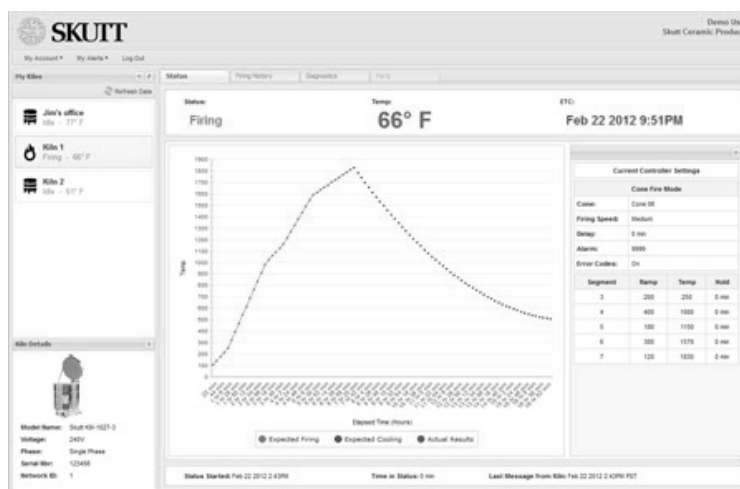 SKUTT
Demo Us
Skutt Ceramic Produc
My Account
My Alerts
Log Out
My Kilns
Refresh Data
Jim's office
Idle - 77° F
Kiln 1
Firing - 66° F
Kiln 2
Idle - 61° F
Kiln Details
Model Name: Skutt KM-1027-3
Voltage: 240V
Phase: Single Phase
Serial Nbr: 123456
Network ID: 1
Status
Firing History
Diagnostics
Parts
Status:
Firing
Temp:
66° F
ETC:
Feb 22 2012 9:51PM
1900
1800
1700
1600
1500
1400
1300
1200
1100
1000
900
800
700
600
500
400
300
200
100
0
Temp
Elapsed Time (Hours)
Expected Firing
Expected Cooling
Actual Results
Current Controller Settings
Cone Fire Mode
Cone:
Firing Speed: Medium
Delay: 0 min
Alarm: 9999
Error Codes: On
Segment Ramp Temp Hold
3 200 250 0 min
4 400 1000 0 min
5 180 1150 0 min
6 300 1570 0 min
7 120 1830 0 min
Status Started: Feb 22 2012 2:43PM
Time in Status: 0 min
Last Message from Kiln: Feb 22 2012 2:43PM PST